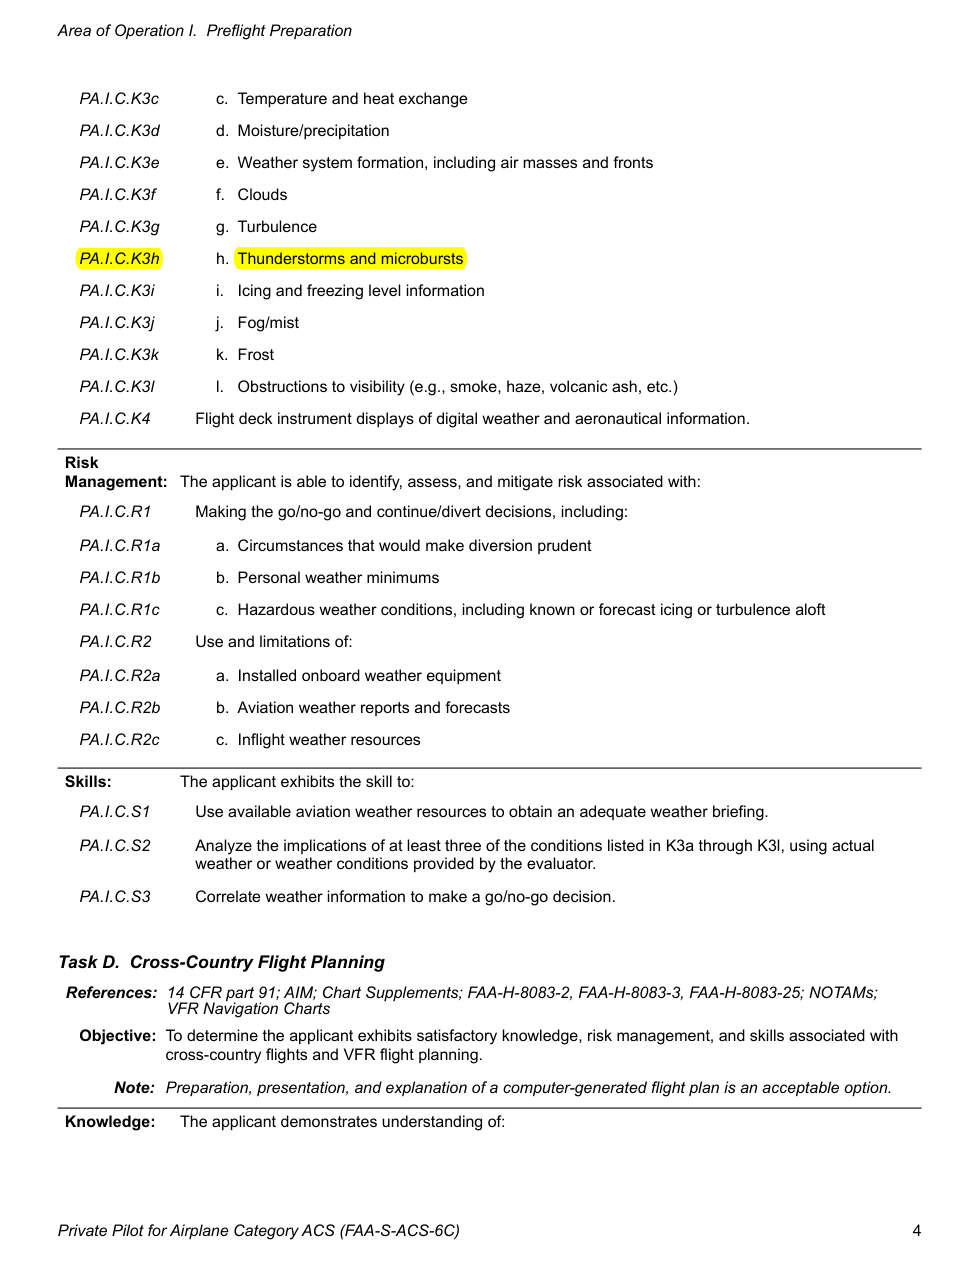 Area of Operation I. Preflight Preparation
PA.I.C.K3c c. Temperature and heat exchange
PA.I.C.K3d d. Moisture/precipitation
PA.I.C.K3e e. Weather system formation, including air masses and fronts
PA.I.C.K3f f. Clouds
PA.I.C.K3g g. Turbulence
PA.I.C.K3h h. Thunderstorms and microbursts
PA.I.C.K3i i. Icing and freezing level information
PA.I.C.K3j j. Fog/mist
PA.I.C.K3k k. Frost
PA.I.C.K3l l. Obstructions to visibility (e.g., smoke, haze, volcanic ash, etc.)
PA.I.C.K4 Flight deck instrument displays of digital weather and aeronautical information.
Risk
Management: The applicant is able to identify, assess, and mitigate risk associated with:
PA.I.C.R1 Making the go/no-go and continue/divert decisions, including:
PA.I.C.R1a a. Circumstances that would make diversion prudent
PA.I.C.R1b b. Personal weather minimums
PA.I.C.R1c c. Hazardous weather conditions, including known or forecast icing or turbulence aloft
PA.I.C.R2 Use and limitations of:
PA.I.C.R2a a. Installed onboard weather equipment
PA.I.C.R2b b. Aviation weather reports and forecasts
PA.I.C.R2c c. Inflight weather resources
Skills: The applicant exhibits the skill to:
PA.I.C.S1 Use available aviation weather resources to obtain an adequate weather briefing.
PA.I.C.S2 Analyze the implications of at least three of the conditions listed in K3a through K3l, using actual
weather or weather conditions provided by the evaluator.
PA.I.C.S3 Correlate weather information to make a go/no-go decision.
Task D. Cross-Country Flight Planning
References: 14 CFR part 91; AIM; Chart Supplements; FAA-H-8083-2, FAA-H-8083-3, FAA-H-8083-25; NOTAMs;
VFR Navigation Charts
Objective: To determine the applicant exhibits satisfactory knowledge, risk management, and skills associated with
cross-country flights and VFR flight planning.
Note: Preparation, presentation, and explanation of a computer-generated flight plan is an acceptable option.
Knowledge: The applicant demonstrates understanding of:
Private Pilot for Airplane Category ACS (FAA-S-ACS-6C) 4